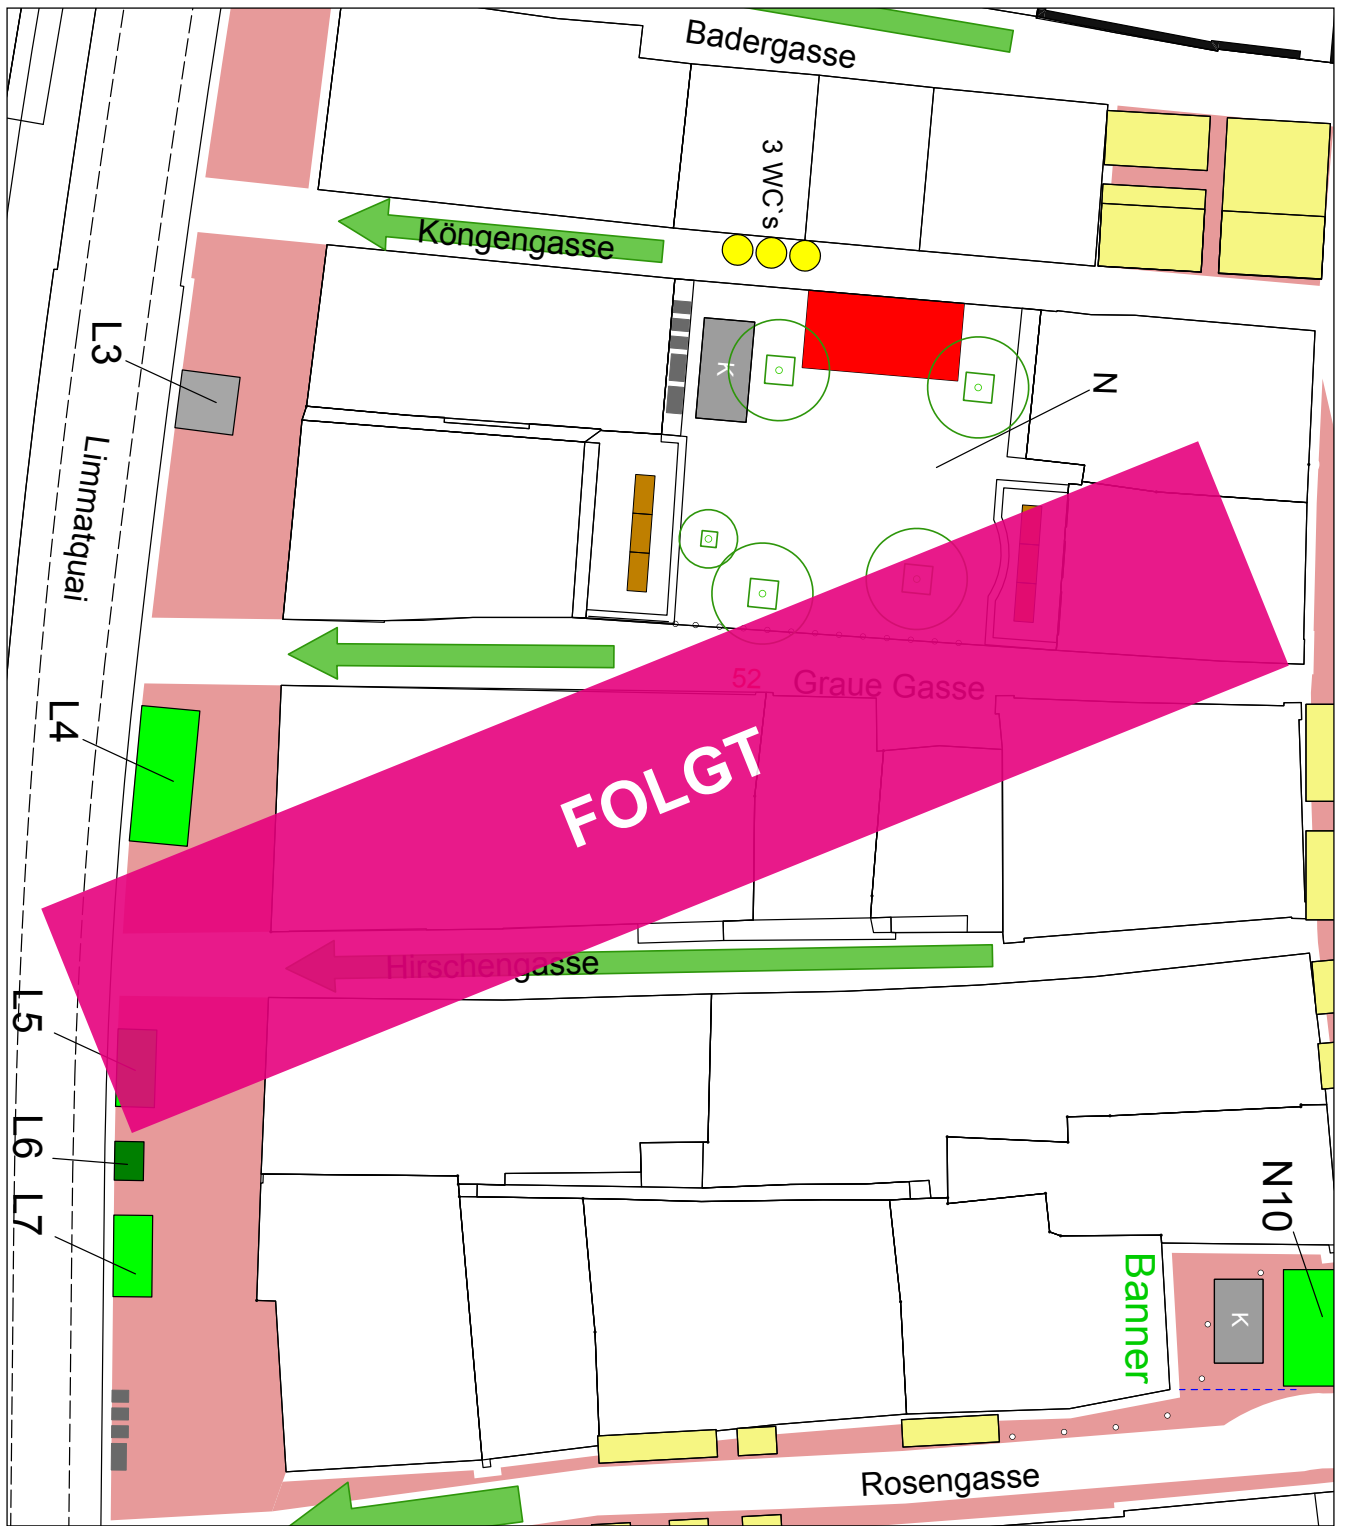 Badergasse
3 WC`s
Köngengasse
L3
K
N
Limmatquai
52
Graue Gasse
L4
FOLGT
Hirschengasse
L5
L6
L7
N10
Banner
K
Rosengasse